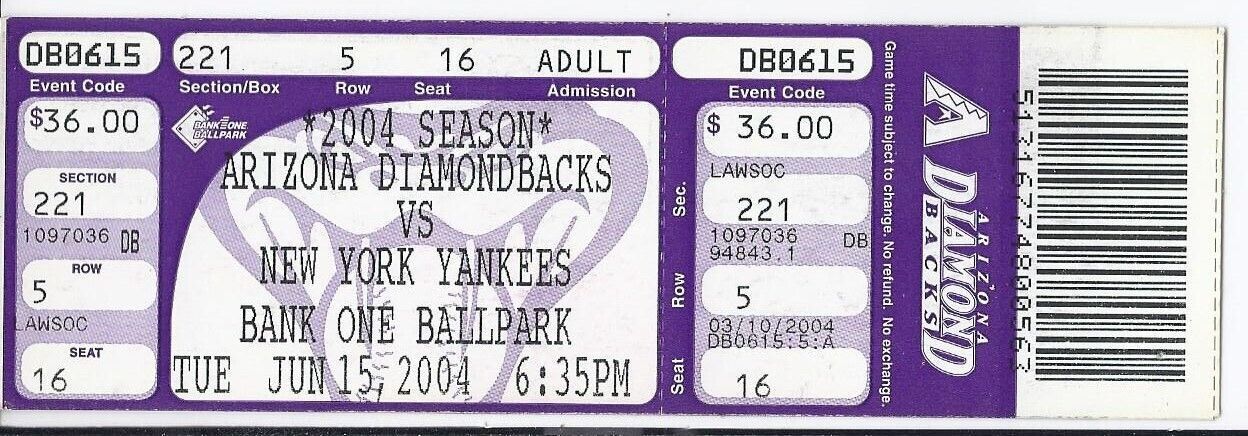 DB0615
Event Code
$36.00
SECTION
221
1097036 DB
ROW
5
LAWSOC
SEAT
16
221 5 16 ADULT
Section/Box Row Seat Admission
BANK ONE
BALLPARK
*2004 SEASON*
ARIZONA DIAMONDBACKS
VS
NEW YORK YANKEES
BANK ONE BALLPARK
TUE JUN 15, 2004 6:35PM
DB0615
Event Code
$ 36.00
LAWSOC
Sec.
221
1097036 DB
94843.1
Row
5
03/10/2004
DB0615:5:A
Seat
16
Game time subject to change. No refund. No exchange.
A
ARIZONA
DIAMOND
BACKS